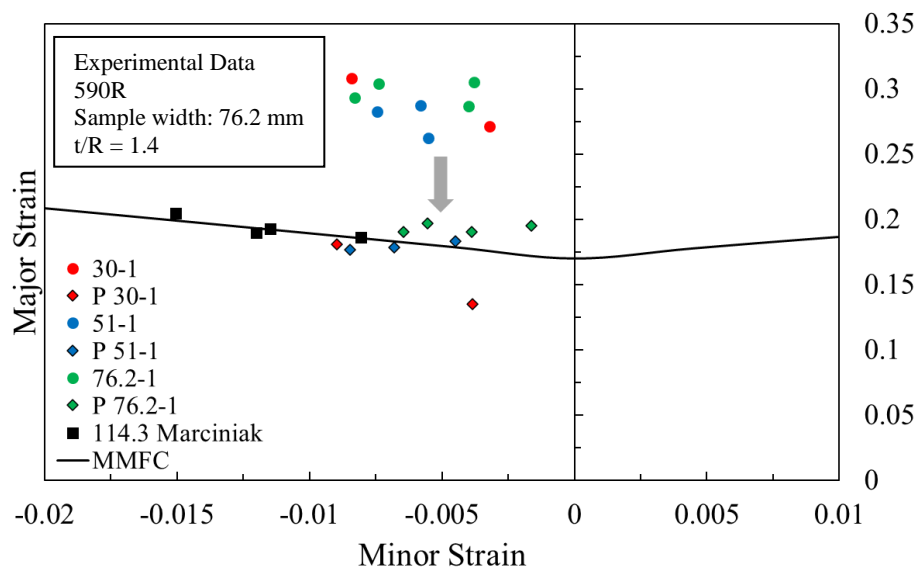 Experimental Data
590R
Sample width: 76.2 mm
t/R = 1.4
Major Strain
30-1
P 30-1
51-1
P 51-1
76.2-1
P 76.2-1
114.3 Marciniak
MMFC
0.35
0.3
0.25
0.2
0.15
0.1
0.05
0
-0.02
-0.015
-0.01
-0.005
0
0.005
0.01
Minor Strain